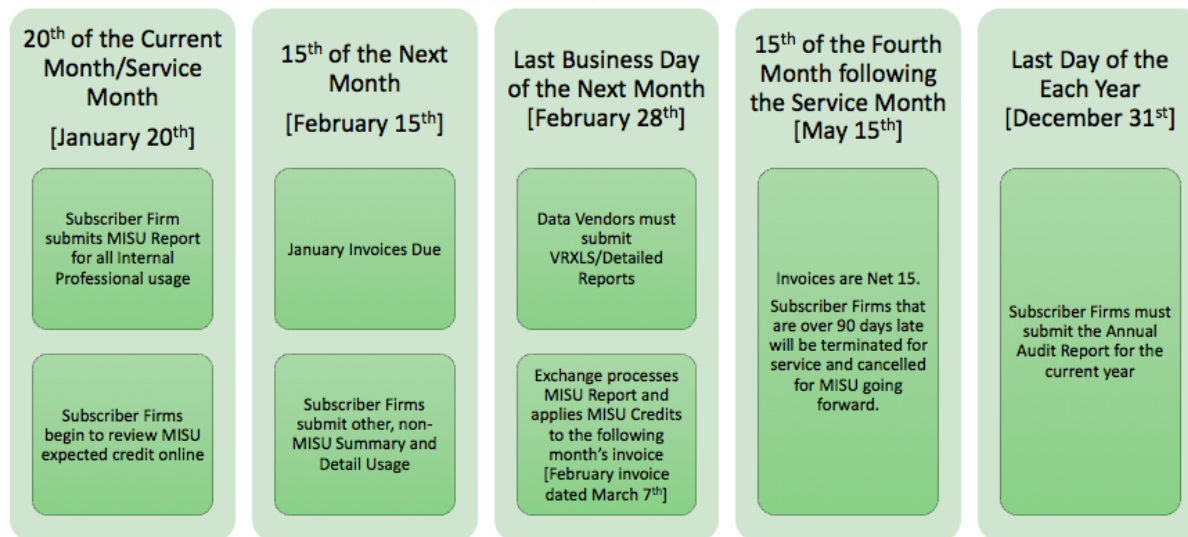 20th of the Current
Month/Service
Month
[January 20th]
Subscriber Firm
submits MISU Report
for all Internal
Professional usage
Subscriber Firms
begin to review MISU
expected credit online
15th of the Next
Month
[February 15th]
January Invoices Due
Subscriber Firms
submit other, non-
MISU Summary and
Detail Usage
Last Business Day
of the Next Month
[February 28th]
Data Vendors must
submit
VRXLS/Detailed
Reports
Exchange processes
MISU Report and
applies MISU Credits
to the following
month's invoice
[February invoice
dated March 7th]
15th of the Fourth
Month following
the Service Month
[May 15th]
Invoices are Net 15.
Subscriber Firms that
are over 90 days late
will be terminated for
service and cancelled
for MISU going
forward.
Last Day of the
Each Year
[December 31st]
Subscriber Firms must
submit the Annual
Audit Report for the
current year